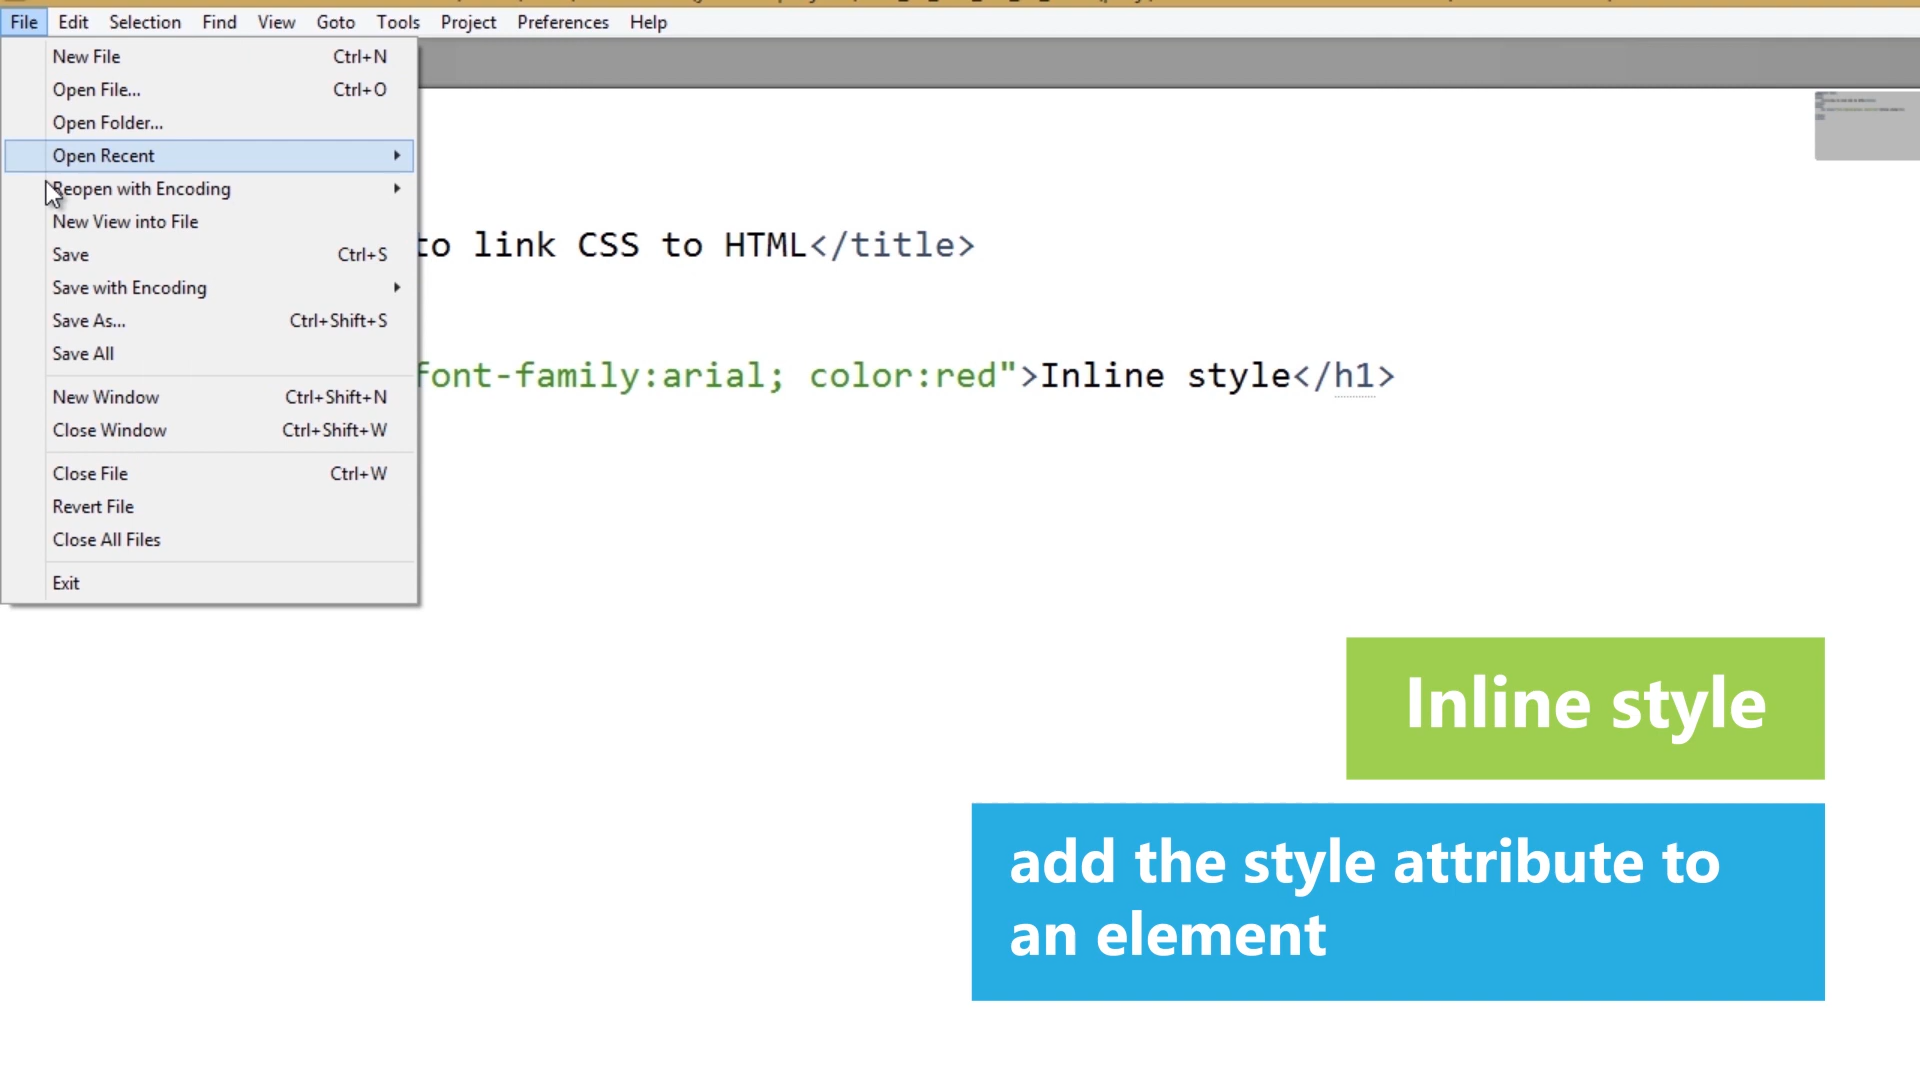 File Edit Selection Find View Goto Tools Project Preferences Help
New File Ctrl+N
Open File... Ctrl+O
Open Folder...
Open Recent
Reopen with Encoding
New View into File
Save Ctrl+S
Save with Encoding
Save As... Ctrl+Shift+S
Save All
New Window Ctrl+Shift+N
Close Window Ctrl+Shift+W
Close File Ctrl+W
Revert File
Close All Files
Exit
to link CSS to HTML</title>
font-family:arial; color:red">Inline style</h1>
Inline style
add the style attribute to
an element